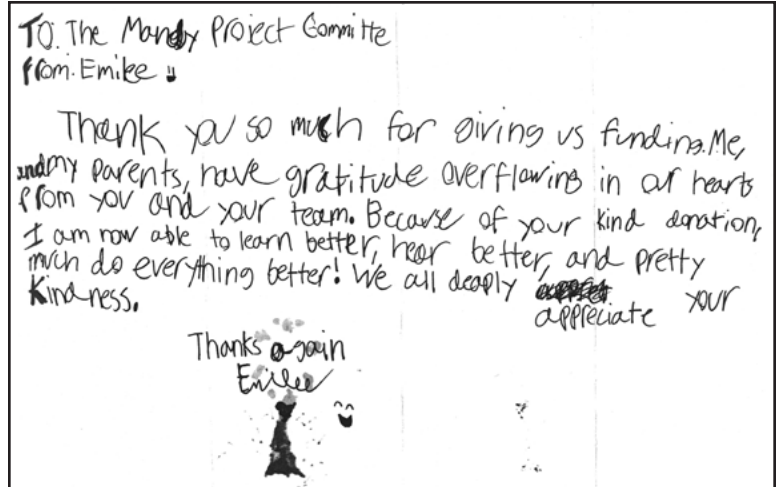 To: The Mandy Project Committe
from: Emilee
Thank you so much for giving us funding. Me,
and my parents, have gratitude overflowing in our hearts
from you and your team. Because of your kind donation,
I am now able to learn better, hear better, and pretty
much do everything better! We all deaply appreciate your
kindness.
Thanks again
Emilee